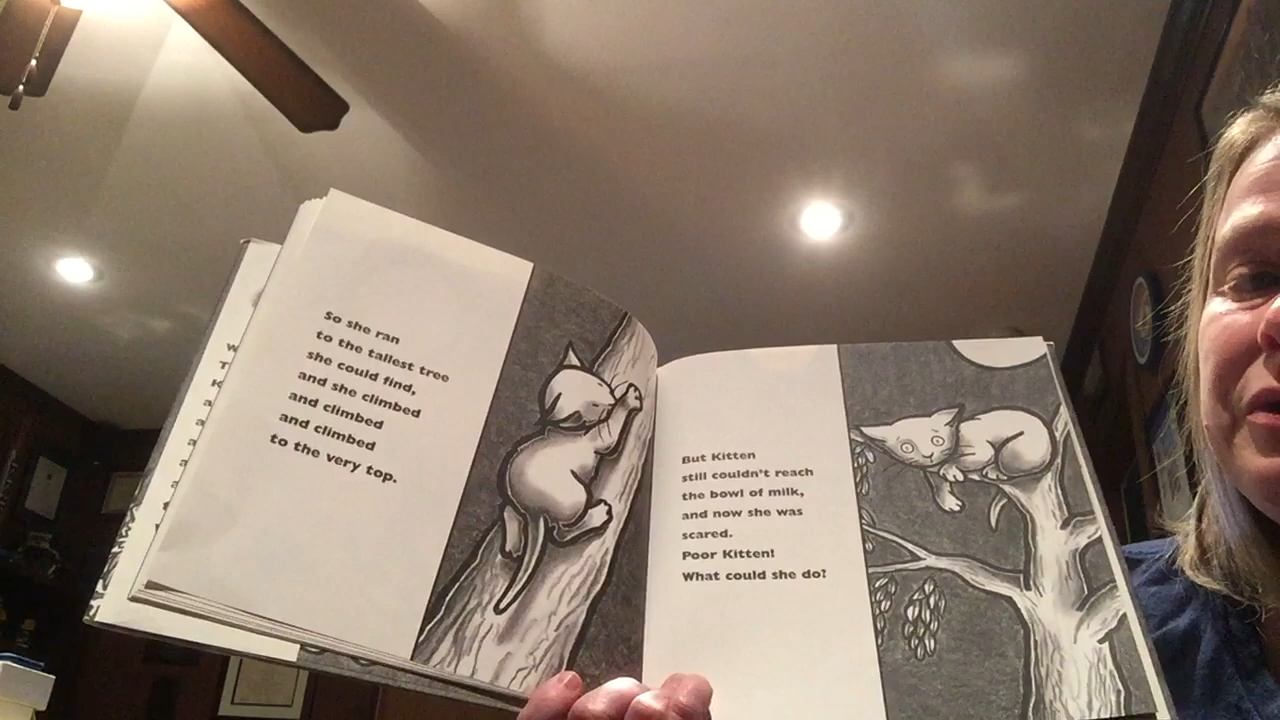 So she ran
to the tallest tree
she could find,
and she climbed
and climbed
and climbed
to the very top.
But Kitten
still couldn't reach
the bowl of milk,
and now she was
scared.
Poor Kitten!
What could she do?